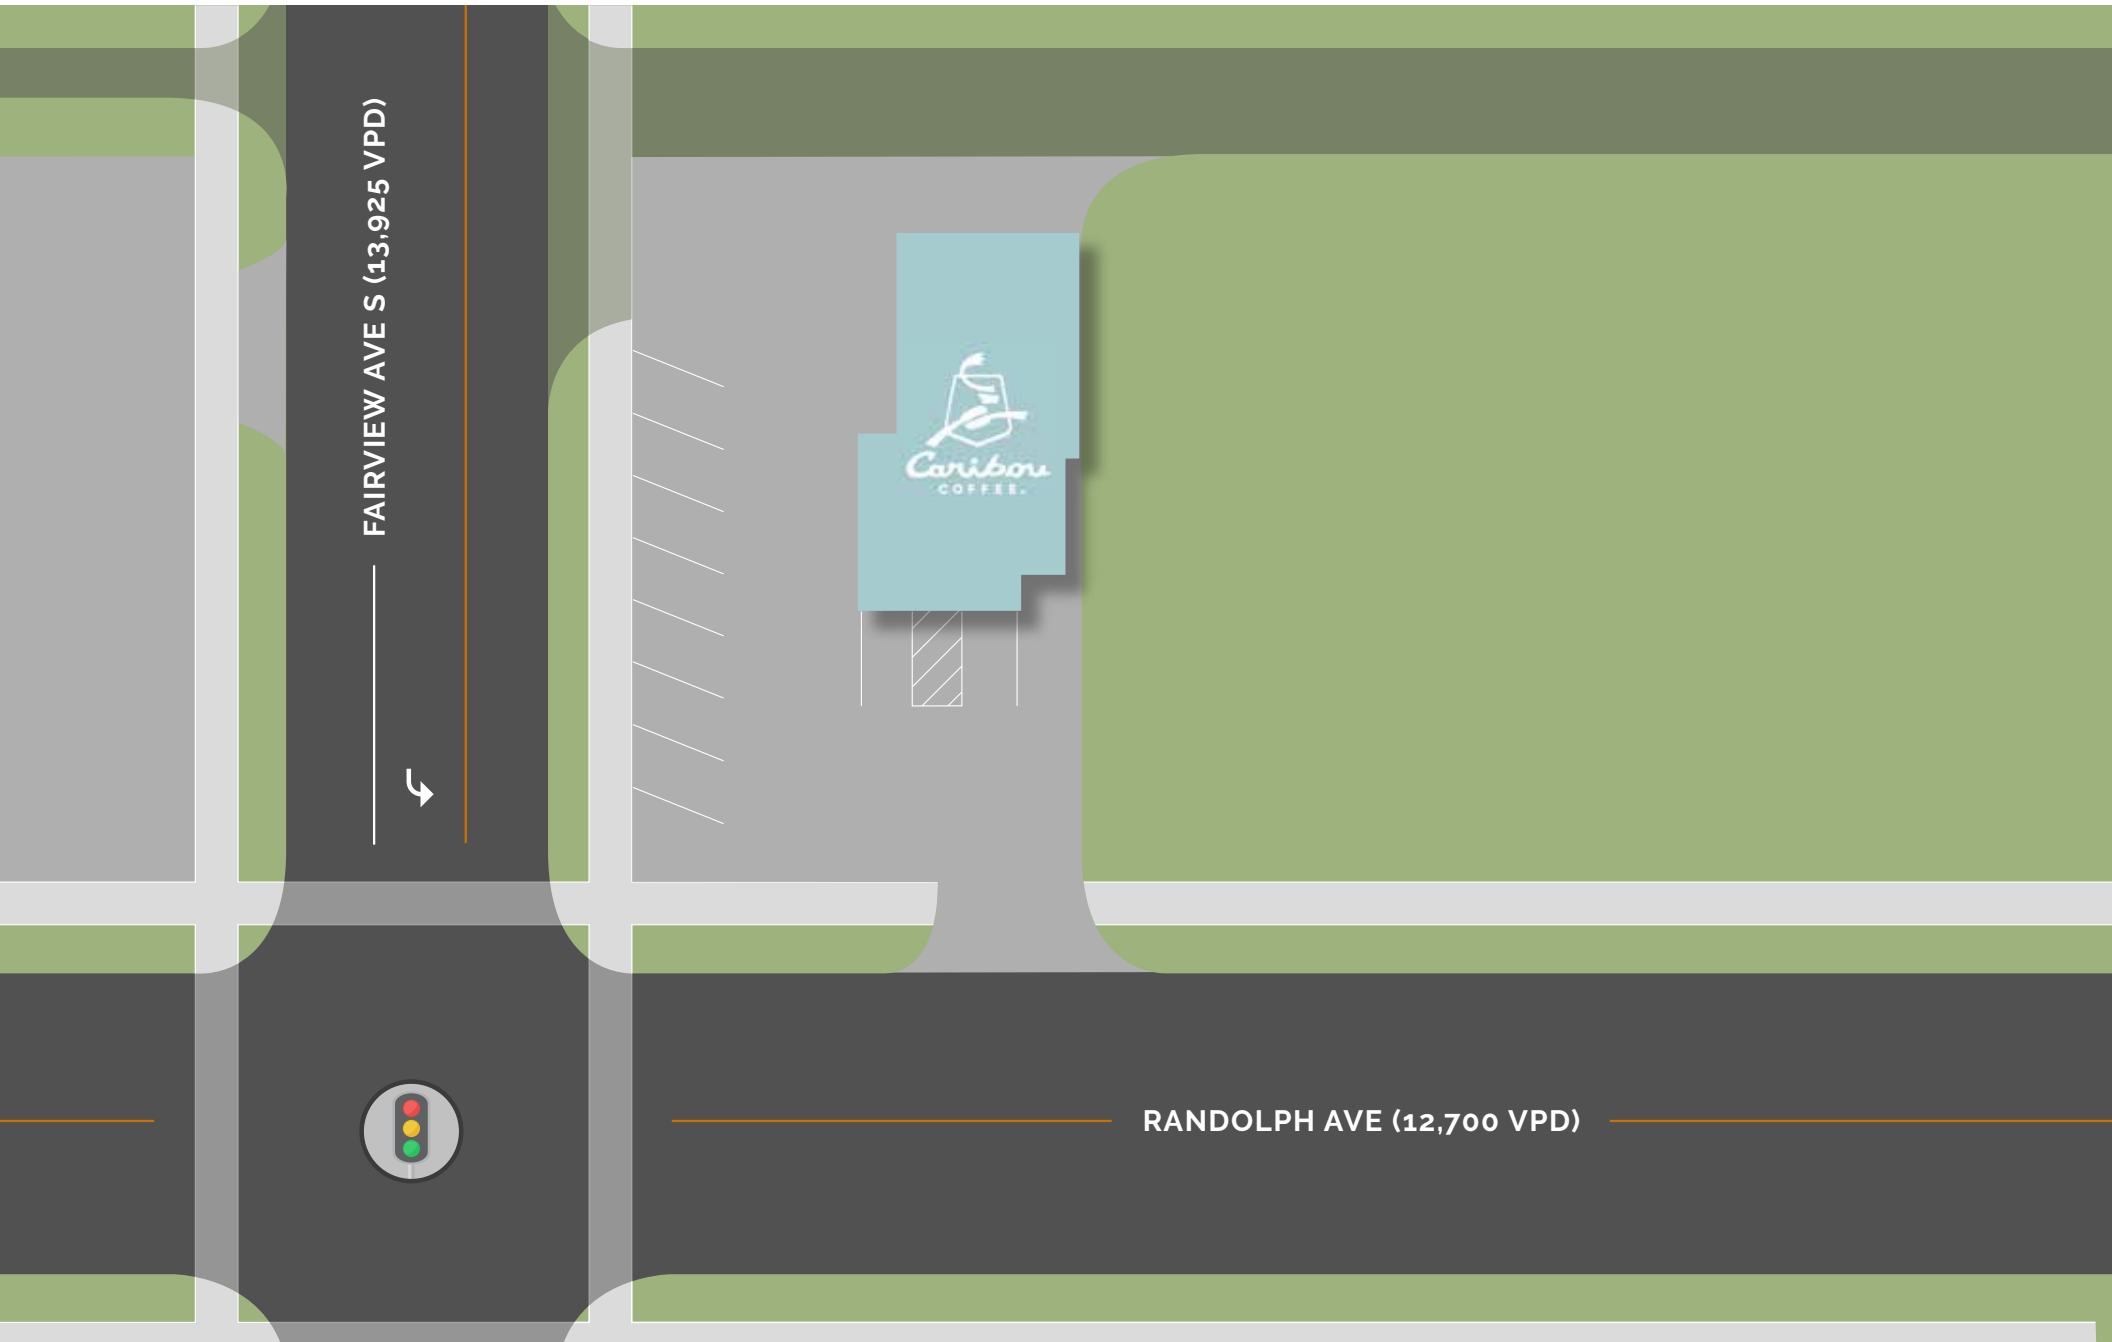 FAIRVIEW AVE S (13,925 VPD)
Caribou
COFFEE.
RANDOLPH AVE (12,700 VPD)